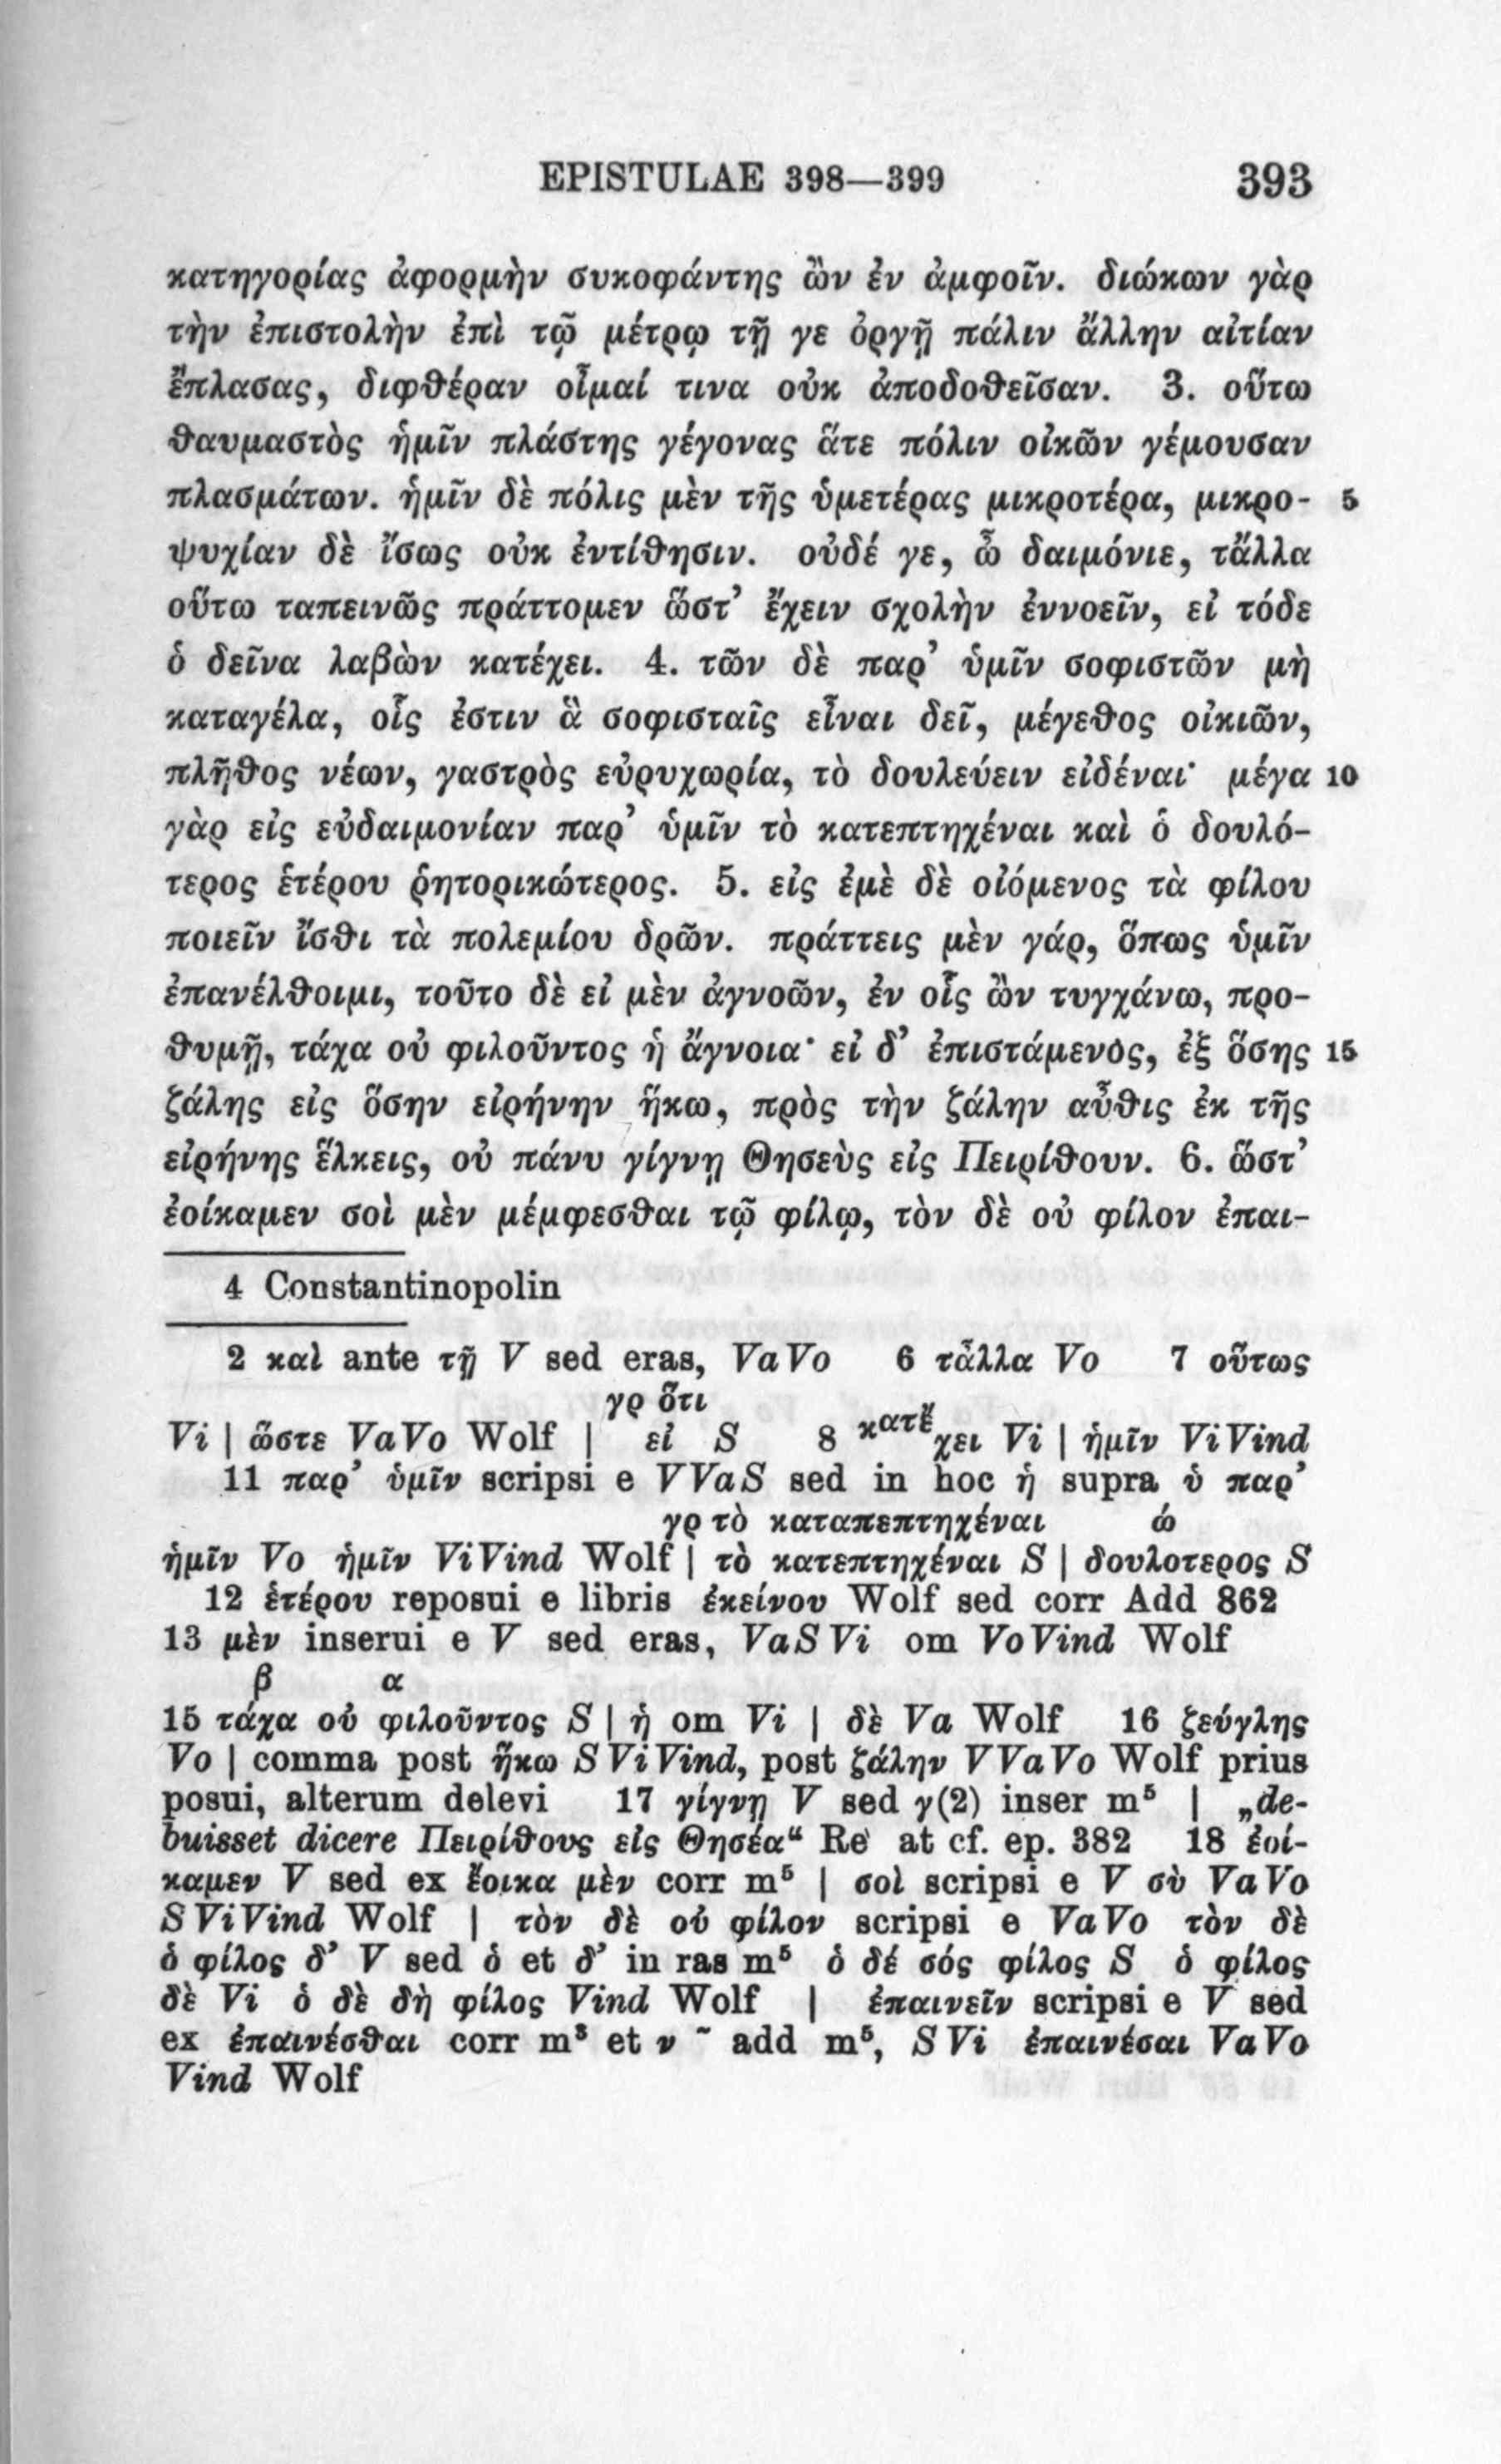 EPISTULAE 398—399 393
κατηγορίας ἀφορμὴν συκοφάντης ὢν ἐν ἀμφοῖν. διώκων γὰρ
τὴν ἐπιστολὴν ἐπὶ τῷ μέτρῳ τῇ γε ὀργῇ πάλιν ἄλλην αἰτίαν
ἔπλασας, διφθέραν οἶμαί τινα οὐκ ἀποδοθεῖσαν. 3. οὕτω
θαυμαστὸς ἡμῖν πλάστης γέγονας ἅτε πόλιν οἰκῶν γέμουσαν
πλασμάτων. ἡμῖν δὲ πόλις μὲν τῆς ὑμετέρας μικροτέρα, μικρο- 5
ψυχίαν δὲ ἴσως οὐκ ἐντίθησιν. οὐδέ γε, ὦ δαιμόνιε, τἄλλα
οὕτω ταπεινῶς πράττομεν ὥστ’ ἔχειν σχολὴν ἐννοεῖν, εἰ τόδε
ὁ δεῖνα λαβὼν κατέχει. 4. τῶν δὲ παρ’ ὑμῖν σοφιστῶν μὴ
καταγέλα, οἷς ἐστιν ἃ σοφισταῖς εἶναι δεῖ, μέγεθος οἰκιῶν,
πλῆθος νέων, γαστρὸς εὐρυχωρία, τὸ δουλεύειν εἰδέναι· μέγα 10
γὰρ εἰς εὐδαιμονίαν παρ’ ὑμῖν τὸ κατεπτηχέναι καὶ ὁ δουλό-
τερος ἑτέρου ῥητορικώτερος. 5. εἰς ἐμὲ δὲ οἰόμενος τὰ φίλου
ποιεῖν ἴσθι τὰ πολεμίου δρῶν. πράττεις μὲν γάρ, ὅπως ὑμῖν
ἐπανέλθοιμι, τοῦτο δὲ εἰ μὲν ἀγνοῶν, ἐν οἷς ὢν τυγχάνω, προ-
θυμῇ, τάχα οὐ φιλοῦντος ἡ ἄγνοια· εἰ δ’ ἐπιστάμενος, ἐξ ὅσης 15
ζάλης εἰς ὅσην εἰρήνην ἥκω, πρὸς τὴν ζάλην αὖθις ἐκ τῆς
εἰρήνης ἕλκεις, οὐ πάνυ γίγνῃ Θησεὺς εἰς Πειρίθουν. 6. ὥστ’
ἐοίκαμεν σοὶ μὲν μέμφεσθαι τῷ φίλῳ, τὸν δὲ οὐ φίλον ἐπαι-
4 Constantinopolin
2 καὶ ante τῇ V sed eras, VaVo 6 τἆλλα Vo 7 οὕτως
γρ ὅτι
Vi | ὥστε VaVo Wolf | εἰ S 8 κατέχει Vi | ἡμῖν ViVind
11 παρ’ ὑμῖν scripsi e VVaS sed in hoc ἡ supra ὑ παρ’
γρ τὸ καταπεπτηχέναι ώ
ἡμῖν Vo ἡμῖν ViVind Wolf | τὸ κατεπτηχέναι S | δουλοτερος S
12 ἑτέρου reposui e libris ἐκείνου Wolf sed corr Add 862
13 μὲν inserui e V sed eras, VaSVi om VoVind Wolf
β α
15 τάχα οὐ φιλοῦντος S | ἡ om Vi | δὲ Va Wolf 16 ζεύγλης
Vo | comma post ἥκω SViVind, post ζάλην VVaVo Wolf prius
posui, alterum delevi 17 γίγνῃ V sed γ(2) inser m⁵ | „de-
buisset dicere Πειρίθους εἰς Θησέα“ Re at cf. ep. 382 18 ἐοί-
καμεν V sed ex ἔοικα μὲν corr m⁵ | σοὶ scripsi e V σὺ VaVo
SViVind Wolf | τὸν δὲ οὐ φίλον scripsi e VaVo τὸν δὲ
ὁ φίλος δ’ V sed ὁ et δ’ in ras m⁵ ὁ δέ σός φίλος S ὁ φίλος
δὲ Vi ὁ δὲ δὴ φίλος Vind Wolf | ἐπαινεῖν scripsi e V sed
ex ἐπαινέσθαι corr m³ et ν ῀ add m⁵, SVi ἐπαινέσαι VaVo
Vind Wolf